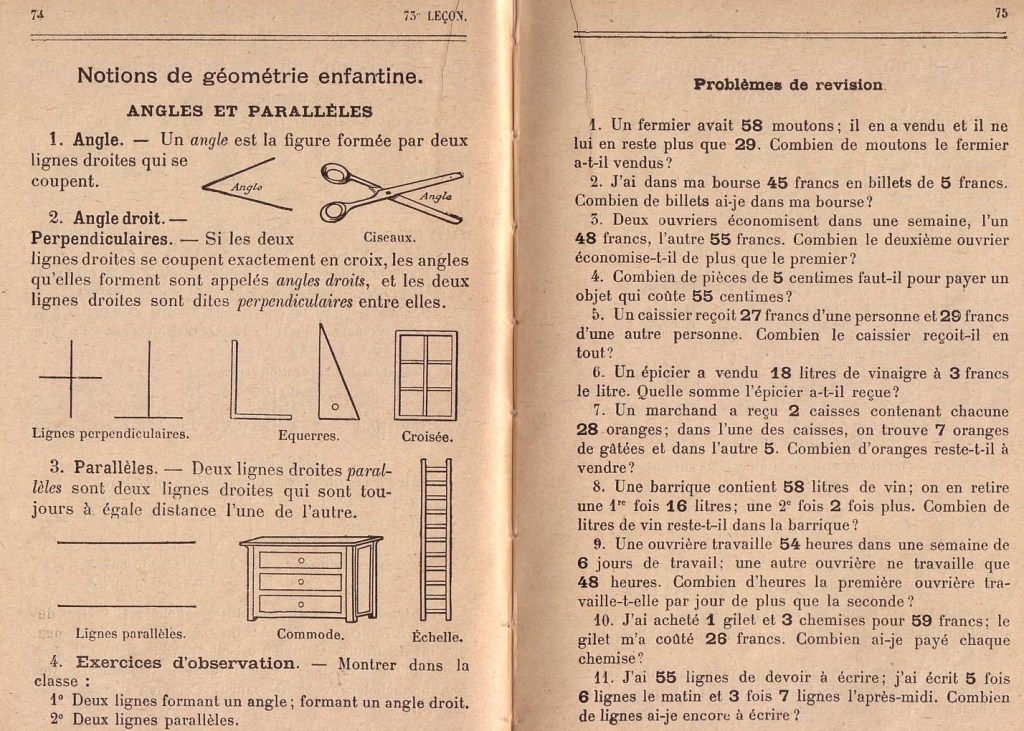 74
73e LEÇON.
Notions de géométrie enfantine.
ANGLES ET PARALLÈLES
1. Angle. — Un angle est la figure formée par deux
lignes droites qui se
coupent.
Angle
Angle
Ciseaux.
2. Angle droit. —
Perpendiculaires. — Si les deux
lignes droites se coupent exactement en croix, les angles
qu'elles forment sont appelés angles droits, et les deux
lignes droites sont dites perpendiculaires entre elles.
Lignes perpendiculaires.
Equerres.
Croisée.
3. Parallèles. — Deux lignes droites paral-
lèles sont deux lignes droites qui sont tou-
jours à égale distance l'une de l'autre.
Lignes parallèles.
Commode.
Échelle.
4. Exercices d'observation. — Montrer dans la
classe :
1° Deux lignes formant un angle ; formant un angle droit.
2° Deux lignes parallèles.
75
Problèmes de revision
1. Un fermier avait 58 moutons ; il en a vendu et il ne
lui en reste plus que 29. Combien de moutons le fermier
a-t-il vendus ?
2. J'ai dans ma bourse 45 francs en billets de 5 francs.
Combien de billets ai-je dans ma bourse ?
3. Deux ouvriers économisent dans une semaine, l'un
48 francs, l'autre 55 francs. Combien le deuxième ouvrier
économise-t-il de plus que le premier ?
4. Combien de pièces de 5 centimes faut-il pour payer un
objet qui coûte 55 centimes ?
5. Un caissier reçoit 27 francs d'une personne et 29 francs
d'une autre personne. Combien le caissier reçoit-il en
tout ?
6. Un épicier a vendu 18 litres de vinaigre à 3 francs
le litre. Quelle somme l'épicier a-t-il reçue ?
7. Un marchand a reçu 2 caisses contenant chacune
28 oranges ; dans l'une des caisses, on trouve 7 oranges
de gâtées et dans l'autre 5. Combien d'oranges reste-t-il à
vendre ?
8. Une barrique contient 58 litres de vin ; on en retire
une 1re fois 16 litres ; une 2e fois 2 fois plus. Combien de
litres de vin reste-t-il dans la barrique ?
9. Une ouvrière travaille 54 heures dans une semaine de
6 jours de travail ; une autre ouvrière ne travaille que
48 heures. Combien d'heures la première ouvrière tra-
vaille-t-elle par jour de plus que la seconde ?
10. J'ai acheté 1 gilet et 3 chemises pour 59 francs ; le
gilet m'a coûté 26 francs. Combien ai-je payé chaque
chemise ?
11. J'ai 55 lignes de devoir à écrire ; j'ai écrit 5 fois
6 lignes le matin et 3 fois 7 lignes l'après-midi. Combien
de lignes ai-je encore à écrire ?